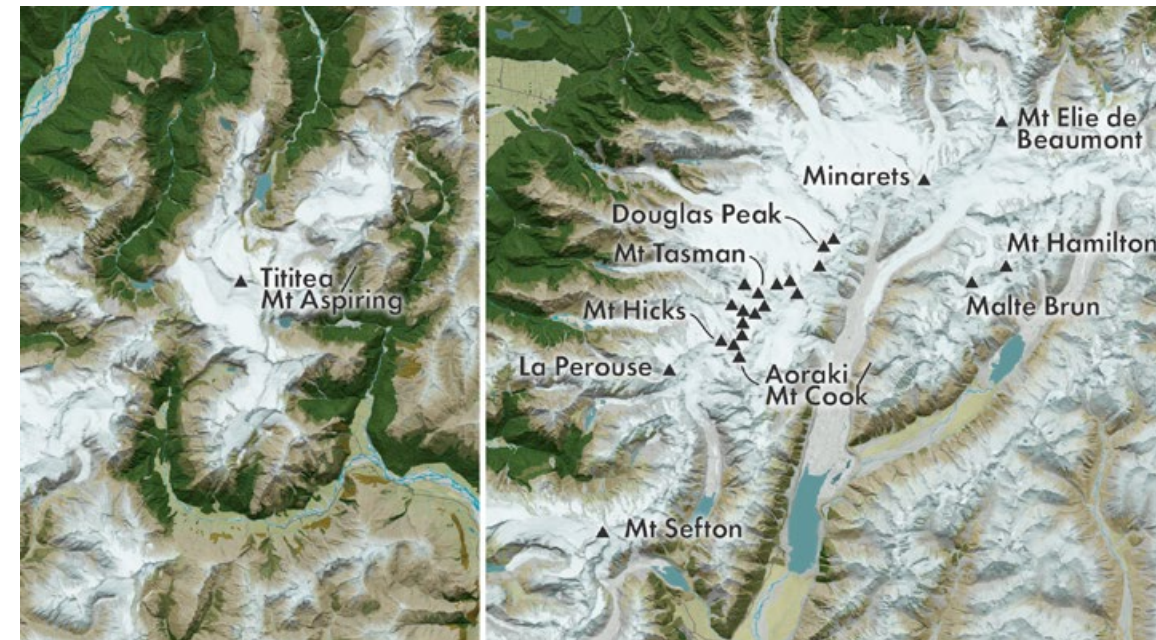 Tititea /
Mt Aspiring
Mt Elie de
Beaumont
Minarets
Douglas Peak
Mt Tasman
Mt Hamilton
Malte Brun
Mt Hicks
La Perouse
Aoraki /
Mt Cook
Mt Sefton